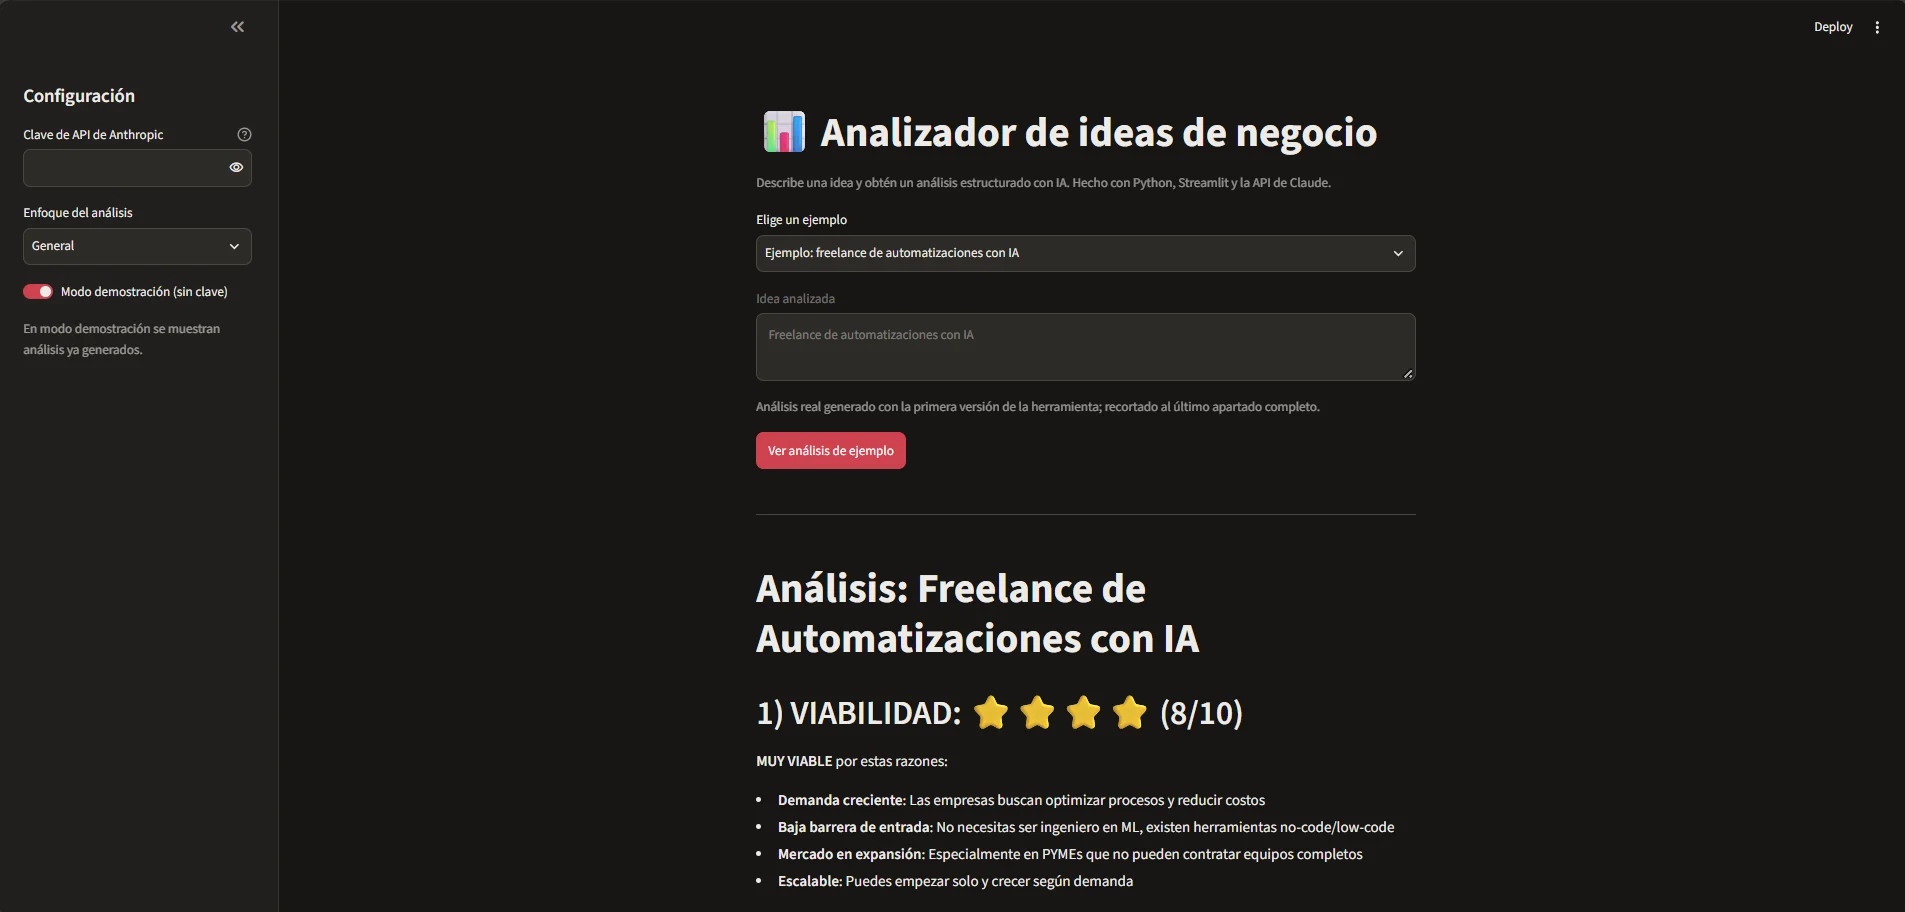 Deploy
Configuración
Clave de API de Anthropic
Enfoque del análisis
General
Modo demostración (sin clave)
En modo demostración se muestran
análisis ya generados.
Analizador de ideas de negocio
Describe una idea y obtén un análisis estructurado con IA. Hecho con Python, Streamlit y la API de Claude.
Elige un ejemplo
Ejemplo: freelance de automatizaciones con IA
Idea analizada
Freelance de automatizaciones con IA
Análisis real generado con la primera versión de la herramienta; recortado al último apartado completo.
Ver análisis de ejemplo
Análisis: Freelance de
Automatizaciones con IA
1) VIABILIDAD: ⭐⭐⭐⭐ (8/10)
MUY VIABLE por estas razones:
• Demanda creciente: Las empresas buscan optimizar procesos y reducir costos
• Baja barrera de entrada: No necesitas ser ingeniero en ML, existen herramientas no-code/low-code
• Mercado en expansión: Especialmente en PYMEs que no pueden contratar equipos completos
• Escalable: Puedes empezar solo y crecer según demanda